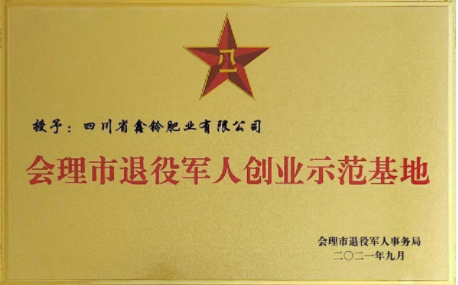 授予：四川省鑫铃肥业有限公司
会理市退役军人创业示范基地
会理市退役军人事务局
二〇二一年九月